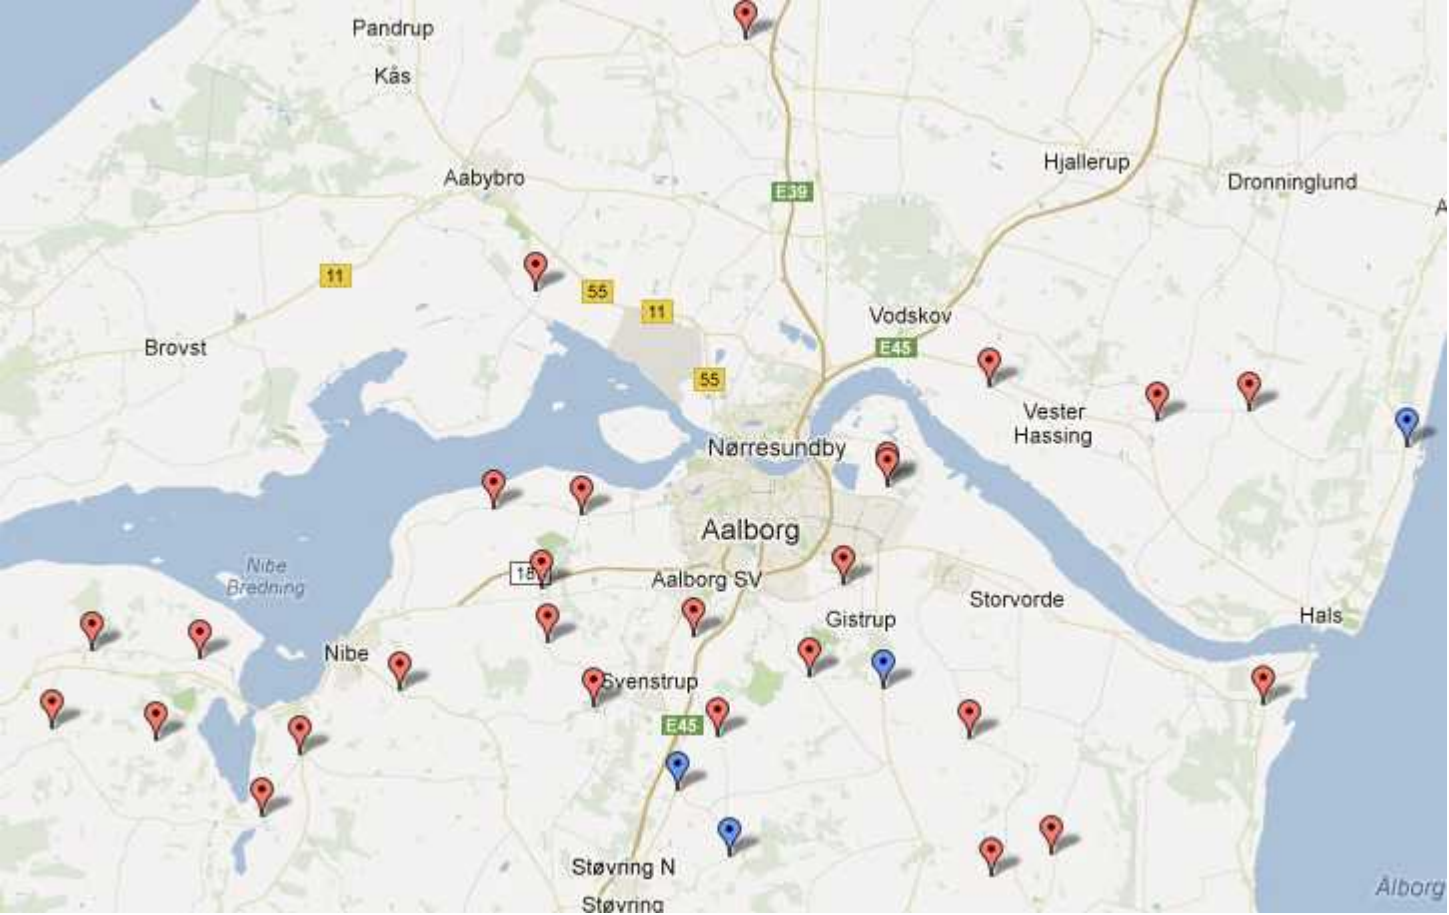 Pandrup
Kås
Aabybro
Hjallerup
Dronninglund
E39
A
11
55
11
Vodskov
E45
Brovst
55
Vester
Hassing
Nørresundby
Aalborg
Nibe
Bredning
Aalborg SV
Storvorde
Gistrup
Hals
Nibe
Svenstrup
E45
Støvring N
Støvring
Ålborg